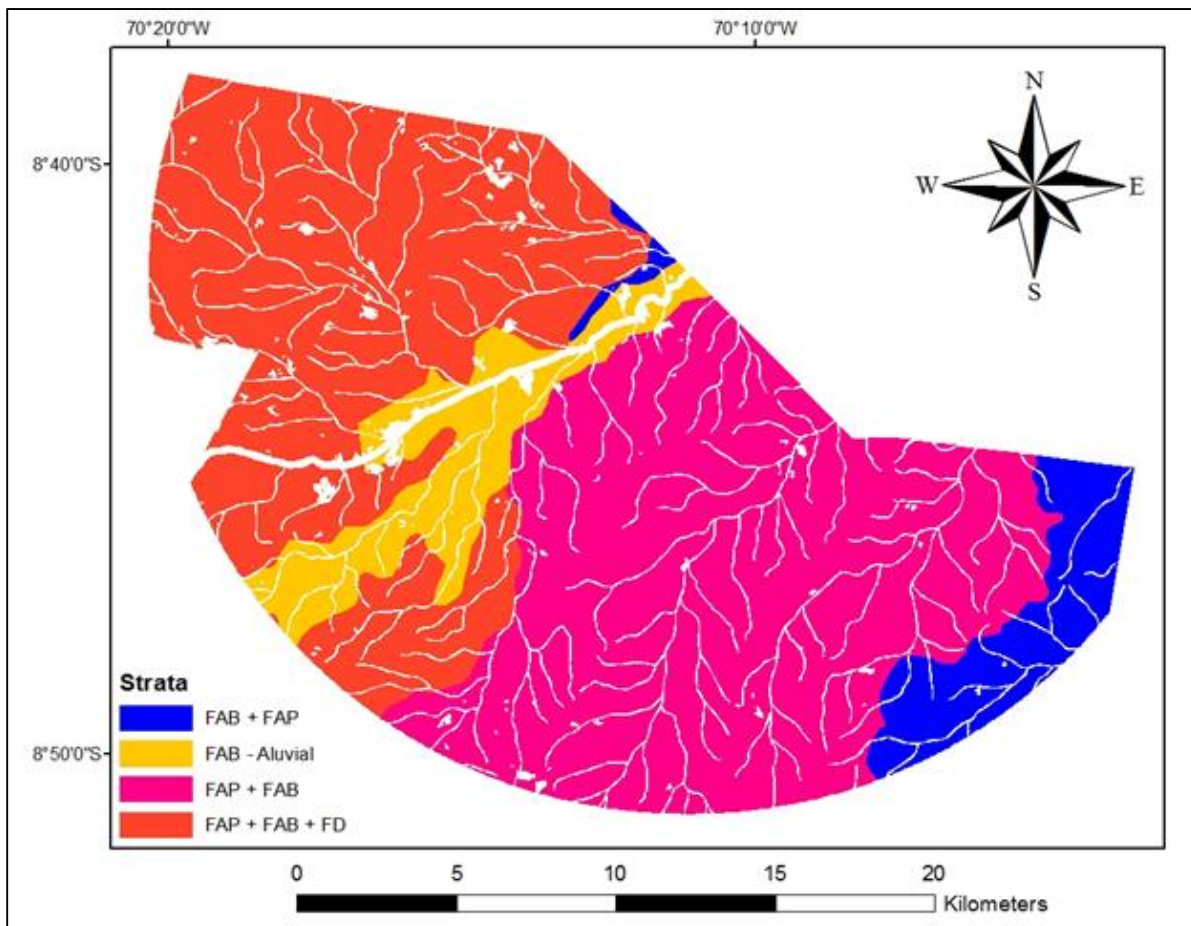 70°20'0"W 70°10'0"W
N
8°40'0"S
W E
S
Strata
FAB + FAP
FAB - Aluvial
FAP + FAB
8°50'0"S
FAP + FAB + FD
0 5 10 15 20
Kilometers